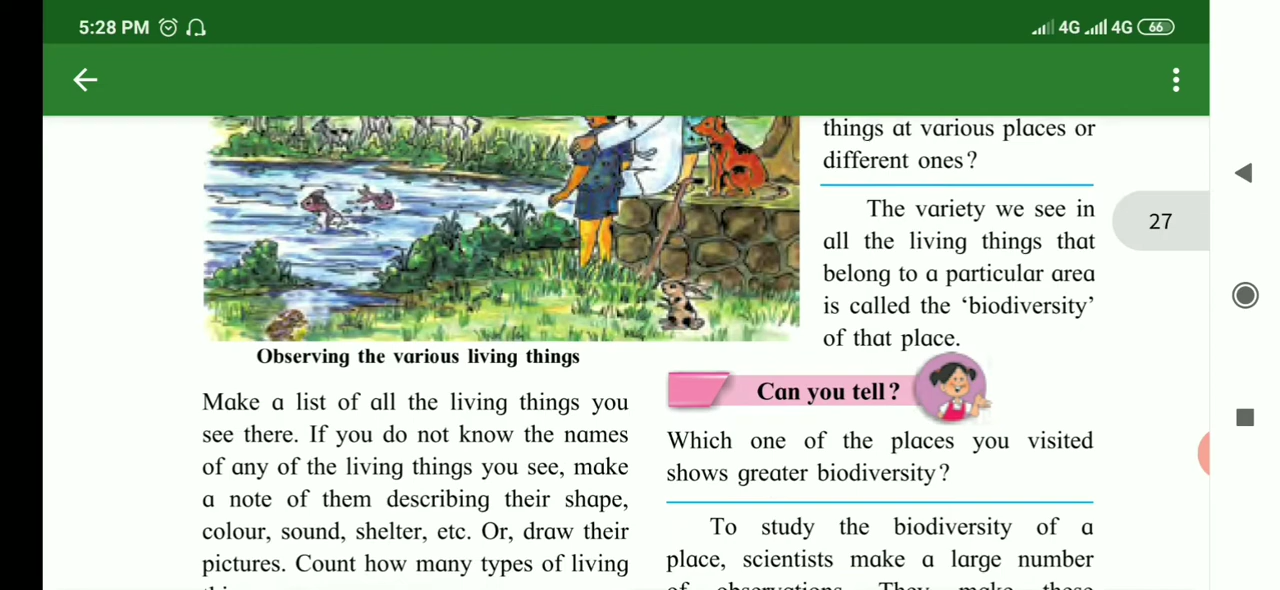 5:28 PM
4G 4G 66
things at various places or
different ones?
The variety we see in
all the living things that
belong to a particular area
is called the ‘biodiversity’
of that place.
27
Observing the various living things
Make a list of all the living things you
see there. If you do not know the names
of any of the living things you see, make
a note of them describing their shape,
colour, sound, shelter, etc. Or, draw their
pictures. Count how many types of living
Can you tell?
Which one of the places you visited
shows greater biodiversity?
To study the biodiversity of a
place, scientists make a large number
of observations. They make these